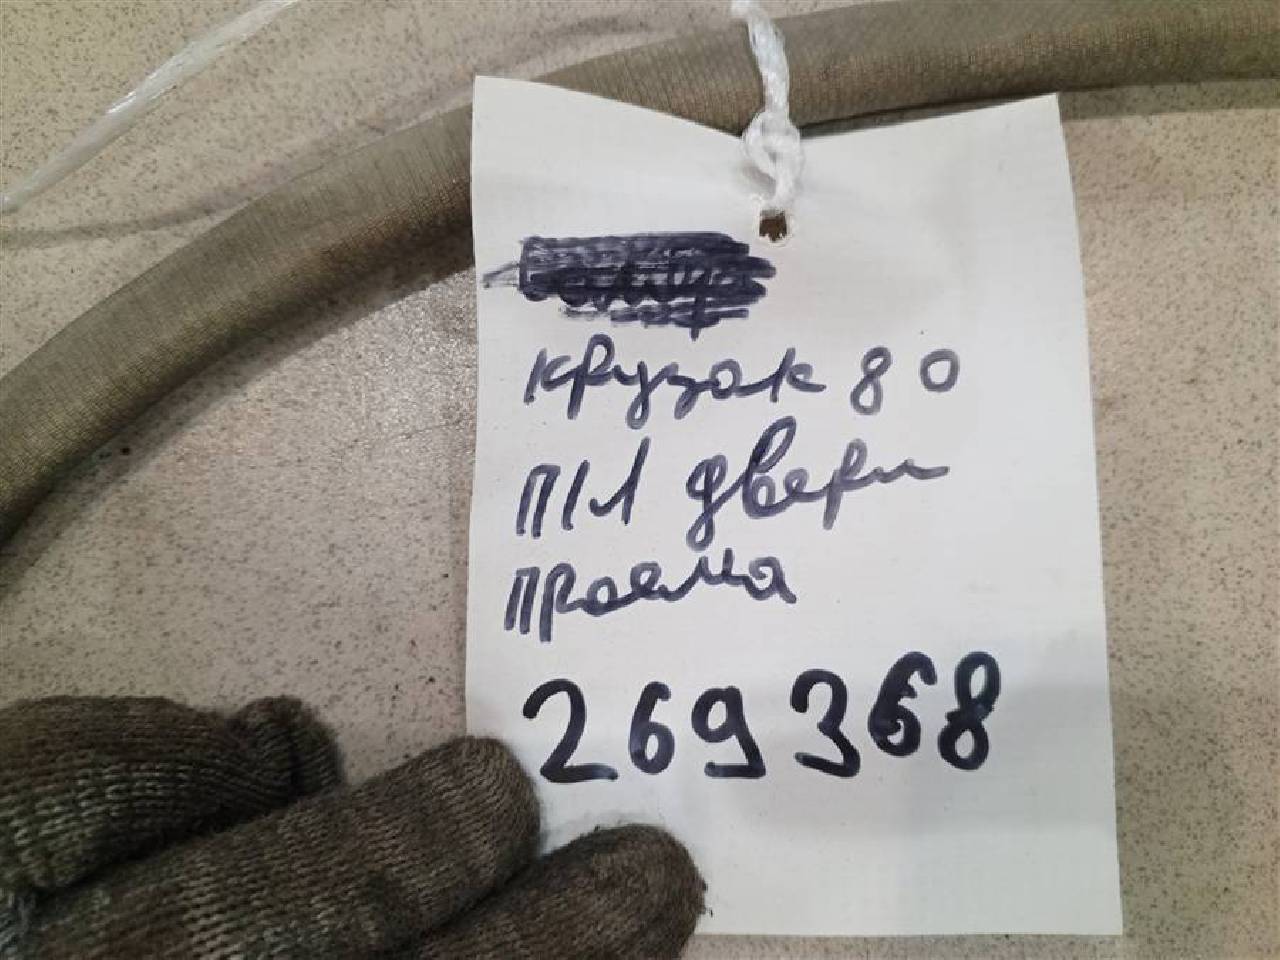 крузак 80
П/Л двери
проема
269368